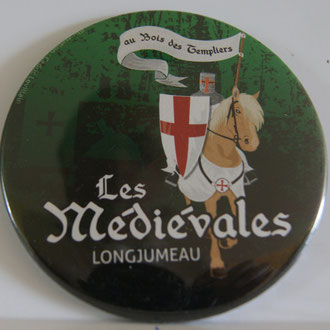 au Bois des Templiers
Les
Médiévales
LONGJUMEAU